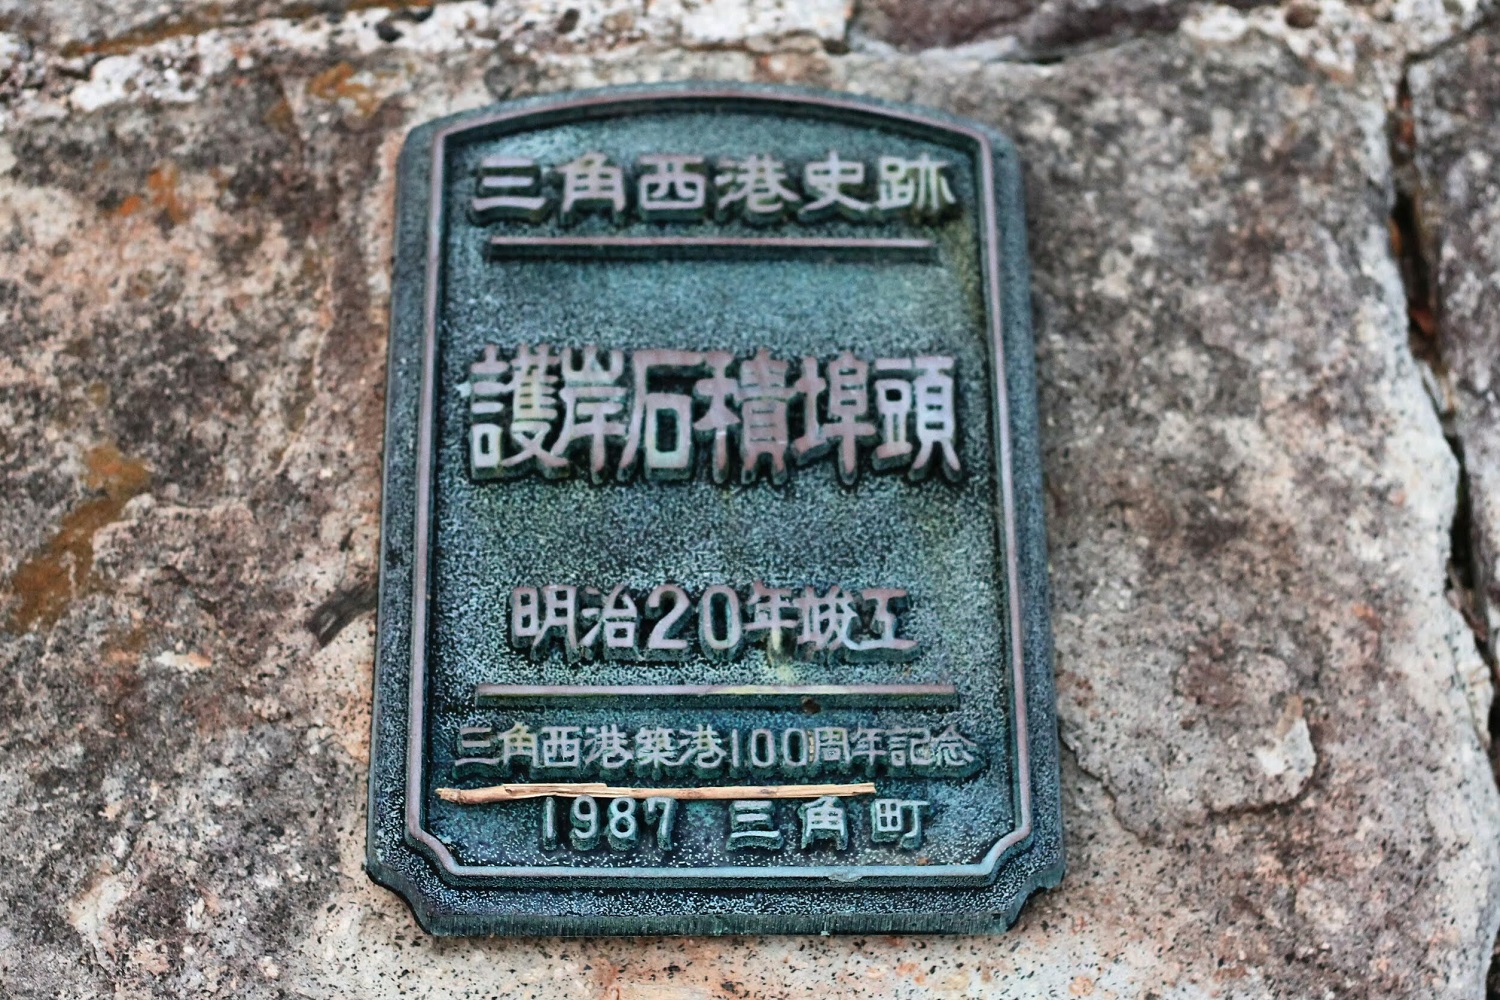 三角西港史跡
護岸石積埠頭
明治20年竣工
三角西港築港100周年記念
1987 三角町